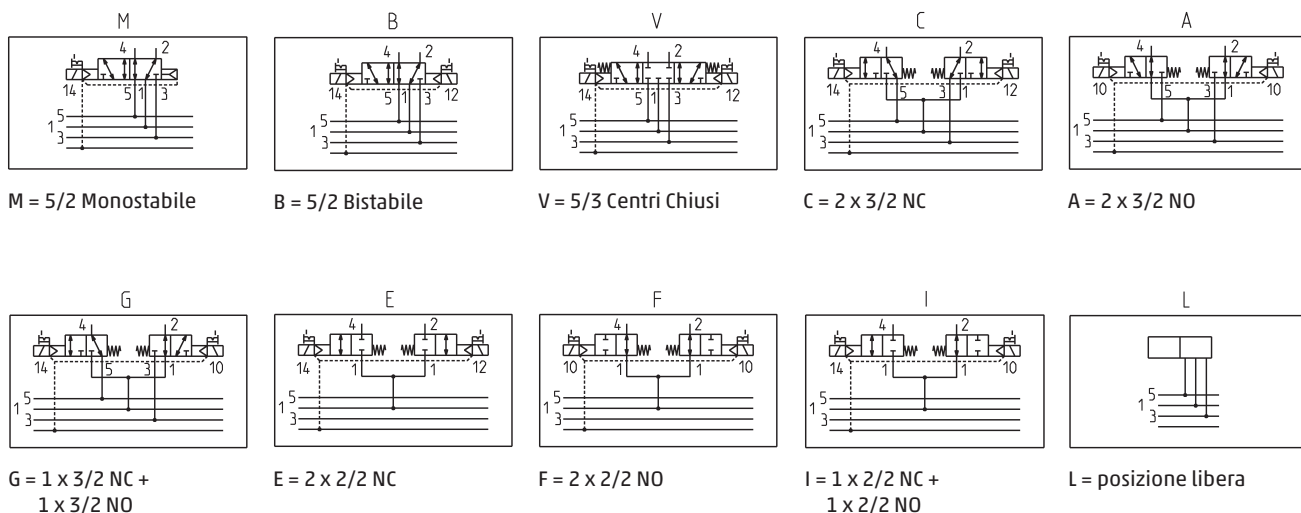 M
B
V
C
A
4 2
14 5 1 3
5
1
3
4 2
14 5 1 3 12
5
1
3
4 2
14 5 1 3 12
5
1
3
4 2
14 5 3 1 12
5
1
3
4 2
10 5 3 1 10
5
1
3
M = 5/2 Monostabile
B = 5/2 Bistabile
V = 5/3 Centri Chiusi
C = 2 x 3/2 NC
A = 2 x 3/2 NO
G
E
F
I
L
4 2
14 5 3 1 10
5
1
3
4 2
14 1 1 12
5
1
3
4 2
10 1 1 10
5
1
3
4 2
14 1 1 10
5
1
3
5
1
3
G = 1 x 3/2 NC +
1 x 3/2 NO
E = 2 x 2/2 NC
F = 2 x 2/2 NO
I = 1 x 2/2 NC +
1 x 2/2 NO
L = posizione libera